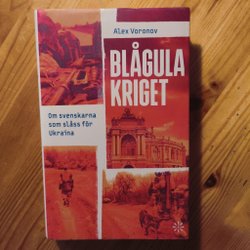 Alex Voronov
BLÅGULA
KRIGET
Om svenskarna
som slåss för
Ukraina